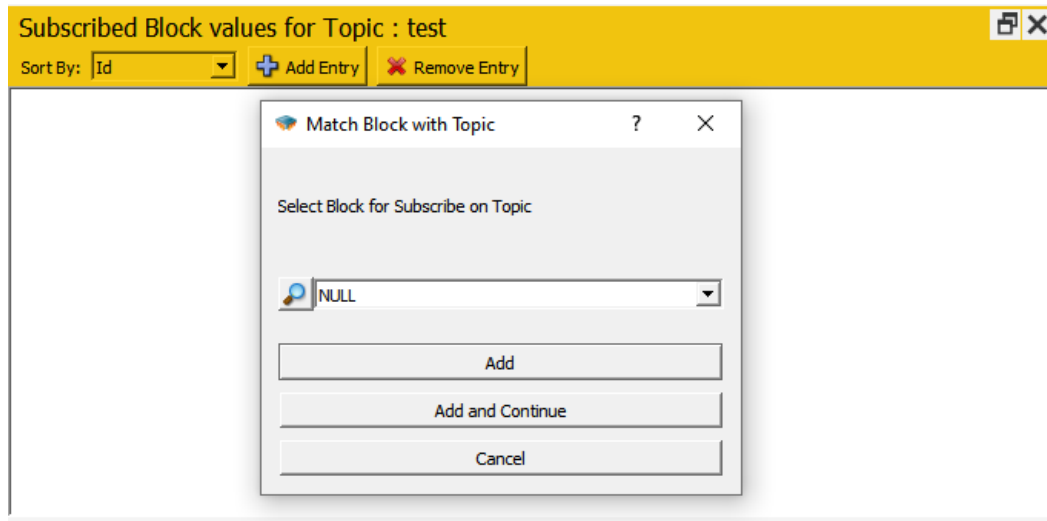 Subscribed Block values for Topic : test
Sort By: Id Add Entry Remove Entry
Match Block with Topic ?
Select Block for Subscribe on Topic
NULL
Add
Add and Continue
Cancel